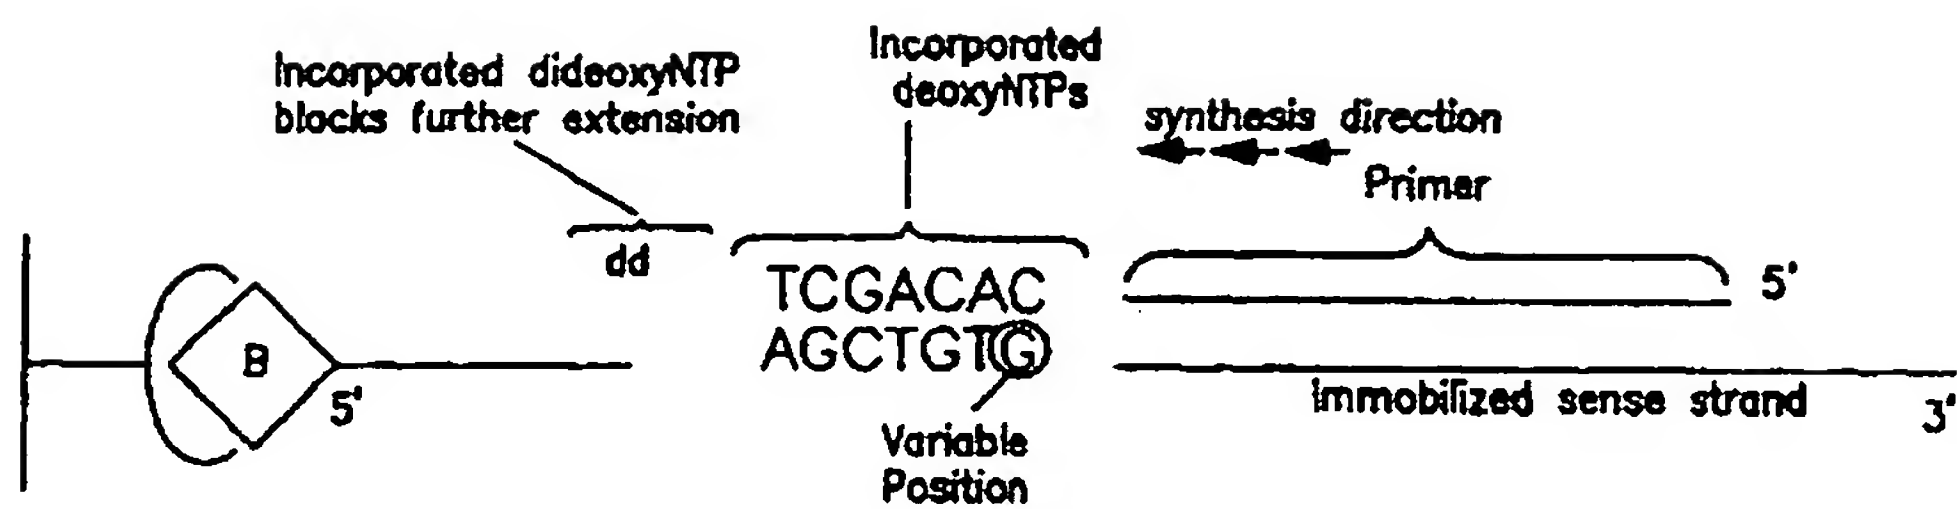 Incorporated dideoxyNTP
blocks further extension
Incorporated
deoxyNTPs
synthesis direction
Primer
dd
TCGACAC
5'
AGCTGTG
B
5'
Immobilized sense strand
3'
Variable
Position